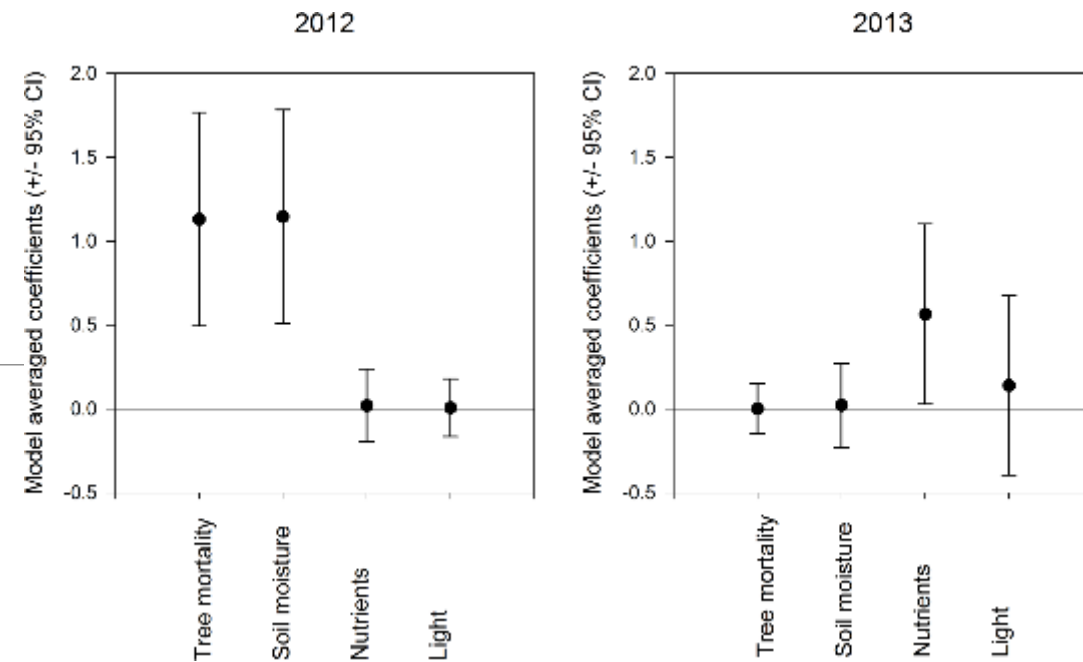 2012
Model averaged coefficients (+/- 95% CI)
2.0
1.5
1.0
0.5
0.0
-0.5
Tree mortality
Soil moisture
Nutrients
Light
2013
Model averaged coefficients (+/- 95% CI)
2.0
1.5
1.0
0.5
0.0
-0.5
Tree mortality
Soil moisture
Nutrients
Light